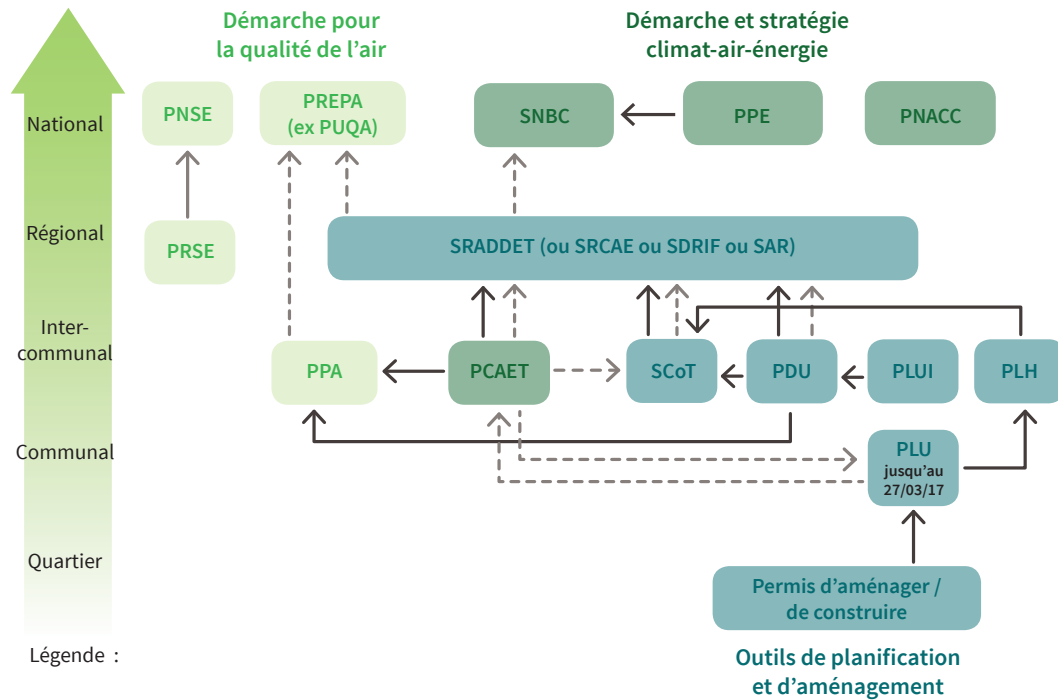 Démarche pour
la qualité de l’air
Démarche et stratégie
climat-air-énergie
National
PNSE
PREPA
(ex PUQA)
SNBC
PPE
PNACC
Régional
PRSE
SRADDET (ou SRCAE ou SDRIF ou SAR)
Inter-
communal
PPA
PCAET
SCoT
PDU
PLUI
PLH
Communal
PLU
jusqu’au
27/03/17
Quartier
Permis d’aménager /
de construire
Légende :
Outils de planification
et d’aménagement